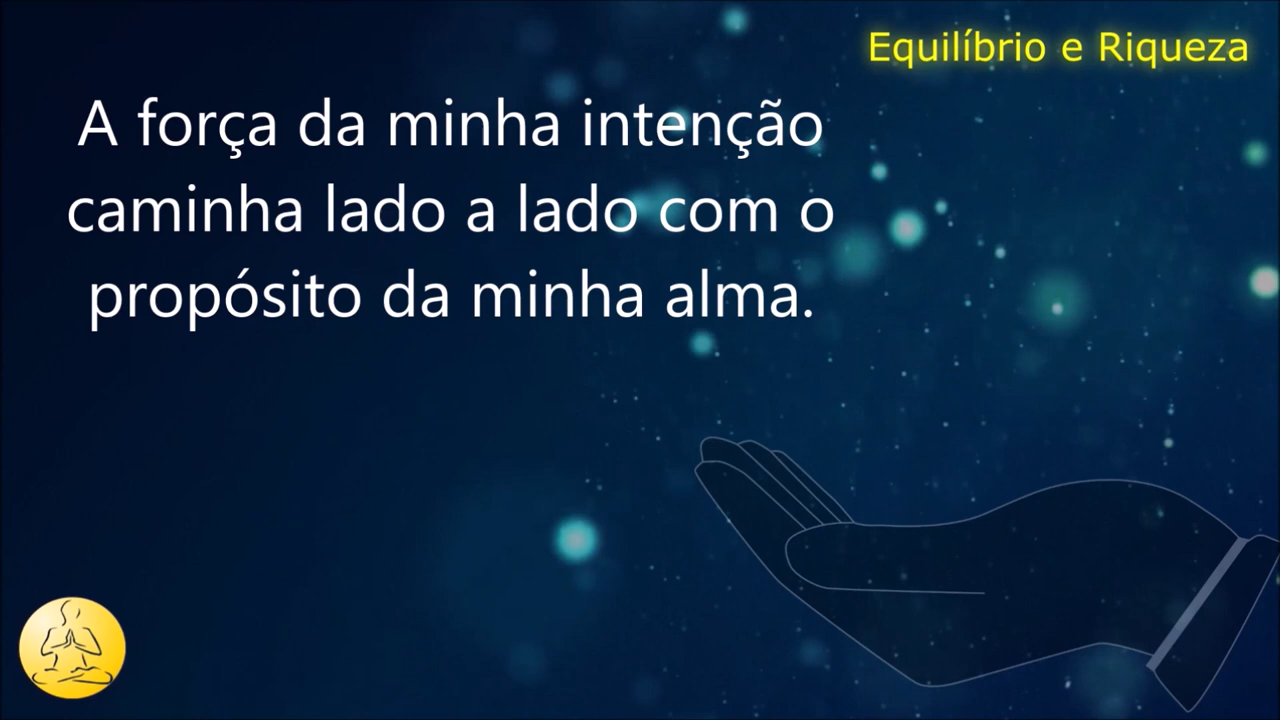 Equilíbrio e Riqueza
A força da minha intenção
caminha lado a lado com o
propósito da minha alma.